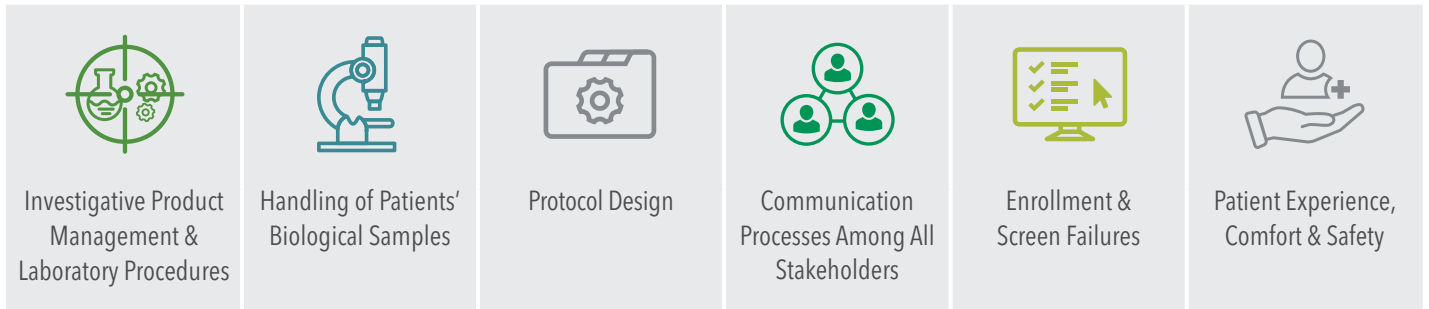 Investigative Product
Management &
Laboratory Procedures
Handling of Patients’
Biological Samples
Protocol Design
Communication
Processes Among All
Stakeholders
Enrollment &
Screen Failures
Patient Experience,
Comfort & Safety